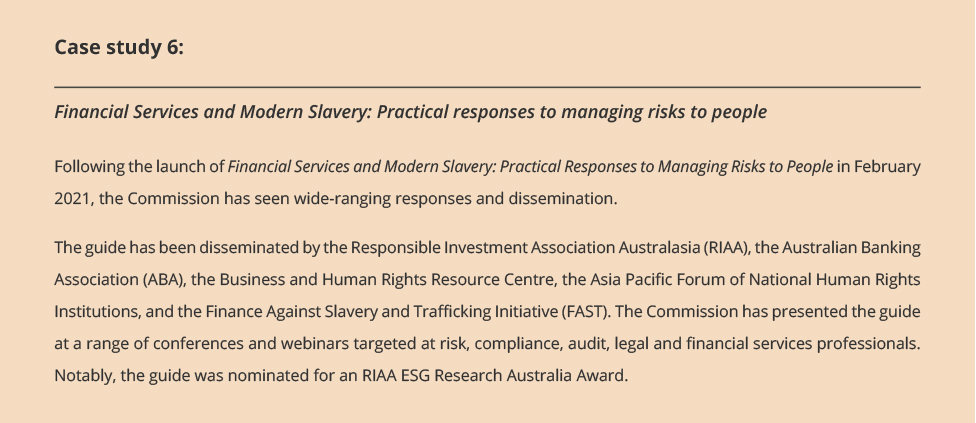 Case study 6:
Financial Services and Modern Slavery: Practical responses to managing risks to people
Following the launch of Financial Services and Modern Slavery: Practical Responses to Managing Risks to People in February
2021, the Commission has seen wide-ranging responses and dissemination.
The guide has been disseminated by the Responsible Investment Association Australasia (RIAA), the Australian Banking
Association (ABA), the Business and Human Rights Resource Centre, the Asia Pacific Forum of National Human Rights
Institutions, and the Finance Against Slavery and Trafficking Initiative (FAST). The Commission has presented the guide
at a range of conferences and webinars targeted at risk, compliance, audit, legal and financial services professionals.
Notably, the guide was nominated for an RIAA ESG Research Australia Award.